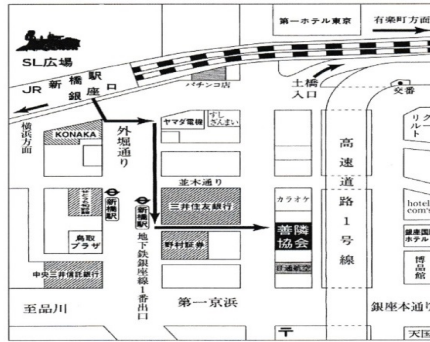 第一ホテル東京
有楽町方面
SL広場
JR 新橋駅
銀座口
パチンコ店
土橋
入口
交番
横浜方面
外堀通り
KONAKA
ヤマダ電機
すし
ざんまい
リクルート
高速道路1号線
並木通り
新橋駅
新橋駅
三井住友銀行
カラオケ
善隣
協会
hotel
com's
鳥取
プラザ
地下鉄銀座線1番出口
野村証券
日通航空
銀座国際
ホテル
博品館
中央三井信託銀行
至品川
第一京浜
銀座本通り
〒
天国